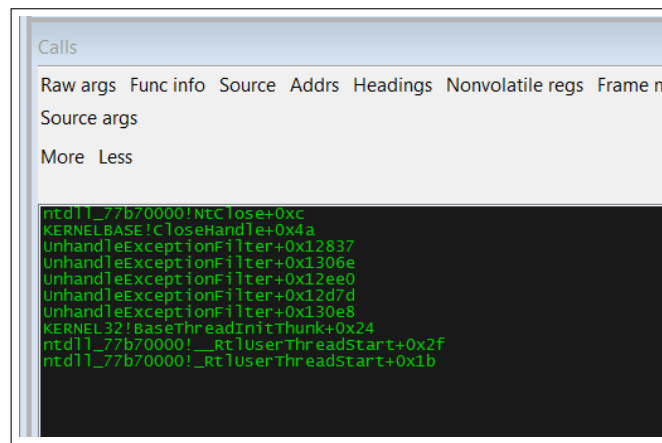 Calls
Raw args Func info Source Addrs Headings Nonvolatile regs Frame
Source args
More Less
ntdll_77b70000!NtClose+0xc
KERNELBASE!CloseHandle+0x4a
UnhandleExceptionFilter+0x12837
UnhandleExceptionFilter+0x1306e
UnhandleExceptionFilter+0x12ee0
UnhandleExceptionFilter+0x12d7d
UnhandleExceptionFilter+0x130e8
KERNEL32!BaseThreadInitThunk+0x24
ntdll_77b70000!__RtlUserThreadStart+0x2f
ntdll_77b70000!_RtlUserThreadStart+0x1b